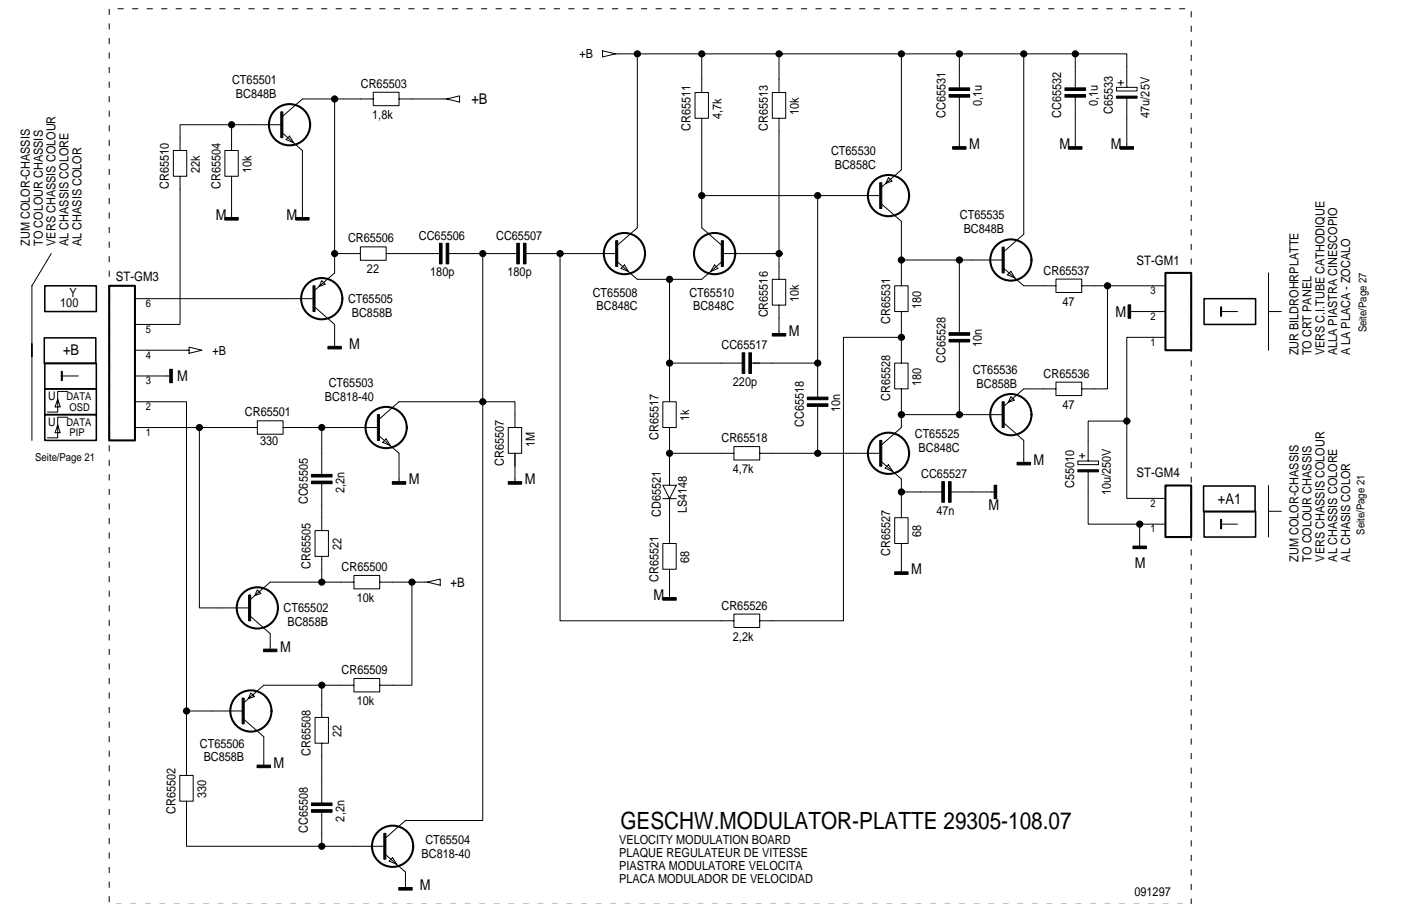 +B
CT65501
BC848B
CR65503
1,8k
+B
CR65510
22k
CR65504
10k
M
M
ZUM COLOR-CHASSIS
TO COLOUR CHASSIS
VERS CHASSIS COLOUR
AL CHASSIS COLORE
AL CHASIS COLOR
ST-GM3
Y
100
+B
U
DATA
OSD
U
DATA
PIP
Seite/Page 21
6
5
4
3
2
1
+B
M
CR65506
22
CC65506
180p
CC65507
180p
CT65505
BC858B
M
CT65503
BC818-40
M
CR65501
330
CC65505
2,2n
CR65507
1M
M
CR65505
22
CR65500
10k
+B
CT65502
BC858B
M
CR65509
10k
CT65506
BC858B
M
CR65508
22
CR65502
330
CC65508
2,2n
CT65504
BC818-40
M
CR65511
4,7k
CR65513
10k
CT65508
BC848C
CT65510
BC848C
CR65516
10k
M
CT65530
BC858C
CC65531
0,1u
M
CC65532
0,1u
M
C65533
+
47u/25V
CT65535
BC848B
CR65531
180
CC65528
10n
CR65537
47
CC65517
220p
CR65528
180
CT65536
BC858B
CR65536
47
M
CR65517
1k
CC65518
10n
CR65518
4,7k
CT65525
BC848C
CC65527
47n
M
CD65521
LS4148
CR65521
68
M
CR65527
68
M
CR65526
2,2k
ST-GM1
3
2
1
M
C55010
+
10u/250V
ST-GM4
2
1
M
+A1
ZUR BILDROHRPLATTE
TO CRT PANEL
VERS C.I.TUBE CATHODIQUE
ALLA PIASTRA CINESCOPIO
A LA PLACA - ZOCALO
Seite/Page 27
ZUM COLOR-CHASSIS
TO COLOUR CHASSIS
VERS CHASSIS COLOUR
AL CHASSIS COLORE
AL CHASIS COLOR
Seite/Page 21
GESCHW.MODULATOR-PLATTE 29305-108.07
VELOCITY MODULATION BOARD
PLAQUE REGULATEUR DE VITESSE
PIASTRA MODULATORE VELOCITA
PLACA MODULADOR DE VELOCIDAD
091297